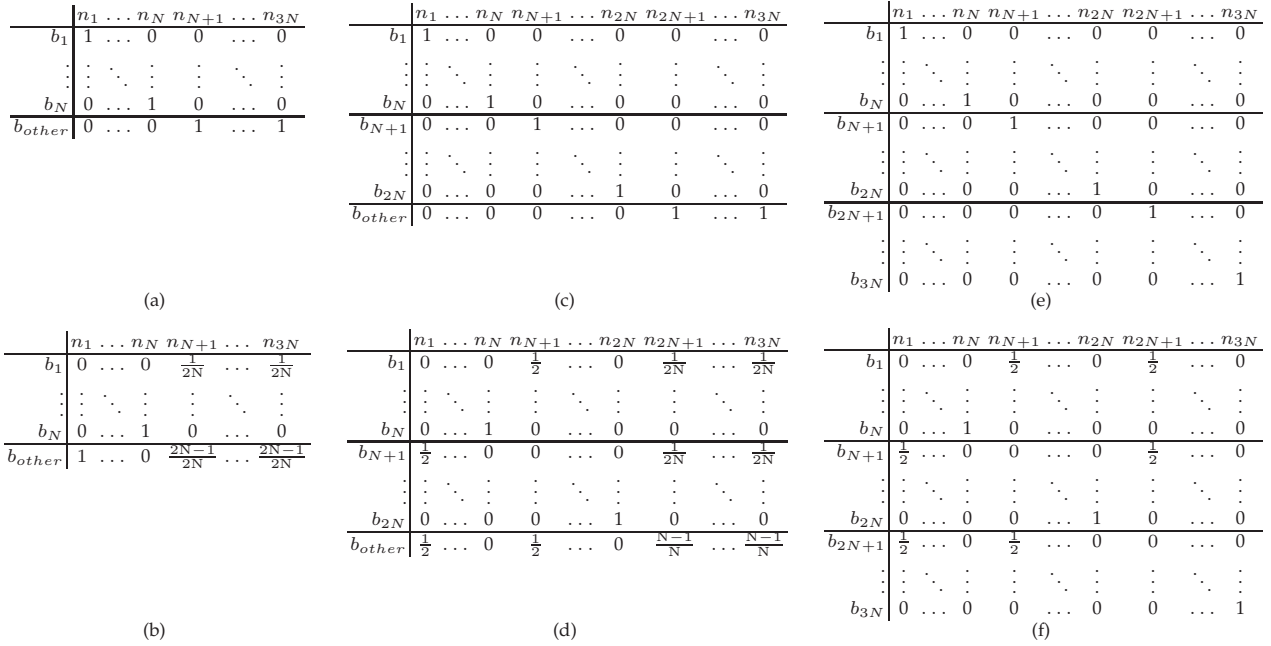 n1 … nN nN+1 … n3N
b1 1 … 0 0 … 0
⋮ ⋮ ⋱ ⋮ ⋮ ⋱ ⋮
bN 0 … 1 0 … 0
bother 0 … 0 1 … 1
(a)
n1 … nN nN+1 … n2N n2N+1 … n3N
b1 1 … 0 0 … 0 0 … 0
⋮ ⋮ ⋱ ⋮ ⋮ ⋱ ⋮ ⋮ ⋱ ⋮
bN 0 … 1 0 … 0 0 … 0
bN+1 0 … 0 1 … 0 0 … 0
⋮ ⋮ ⋱ ⋮ ⋮ ⋱ ⋮ ⋮ ⋱ ⋮
b2N 0 … 0 0 … 1 0 … 0
bother 0 … 0 0 … 0 1 … 1
(c)
n1 … nN nN+1 … n2N n2N+1 … n3N
b1 1 … 0 0 … 0 0 … 0
⋮ ⋮ ⋱ ⋮ ⋮ ⋱ ⋮ ⋮ ⋱ ⋮
bN 0 … 1 0 … 0 0 … 0
bN+1 0 … 0 1 … 0 0 … 0
⋮ ⋮ ⋱ ⋮ ⋮ ⋱ ⋮ ⋮ ⋱ ⋮
b2N 0 … 0 0 … 1 0 … 0
b2N+1 0 … 0 0 … 0 1 … 0
⋮ ⋮ ⋱ ⋮ ⋮ ⋱ ⋮ ⋮ ⋱ ⋮
b3N 0 … 0 0 … 0 0 … 1
(e)
n1 … nN nN+1 … n3N
b1 0 … 0 1/2N … 1/2N
⋮ ⋮ ⋱ ⋮ ⋮ ⋱ ⋮
bN 0 … 1 0 … 0
bother 1 … 0 2N−1/2N … 2N−1/2N
(b)
n1 … nN nN+1 … n2N n2N+1 … n3N
b1 0 … 0 1/2 … 0 1/2N … 1/2N
⋮ ⋮ ⋱ ⋮ ⋮ ⋱ ⋮ ⋮ ⋱ ⋮
bN 0 … 1 0 … 0 0 … 0
bN+1 1/2 … 0 0 … 0 1/2N … 1/2N
⋮ ⋮ ⋱ ⋮ ⋮ ⋱ ⋮ ⋮ ⋱ ⋮
b2N 0 … 0 0 … 1 0 … 0
bother 1/2 … 0 1/2 … 0 N−1/N … N−1/N
(d)
n1 … nN nN+1 … n2N n2N+1 … n3N
b1 0 … 0 1/2 … 0 1/2 … 0
⋮ ⋮ ⋱ ⋮ ⋮ ⋱ ⋮ ⋮ ⋱ ⋮
bN 0 … 1 0 … 0 0 … 0
bN+1 1/2 … 0 0 … 0 1/2 … 0
⋮ ⋮ ⋱ ⋮ ⋮ ⋱ ⋮ ⋮ ⋱ ⋮
b2N 0 … 0 0 … 1 0 … 0
b2N+1 1/2 … 0 1/2 … 0 0 … 0
⋮ ⋮ ⋱ ⋮ ⋮ ⋱ ⋮ ⋮ ⋱ ⋮
b3N 0 … 0 0 … 0 0 … 1
(f)